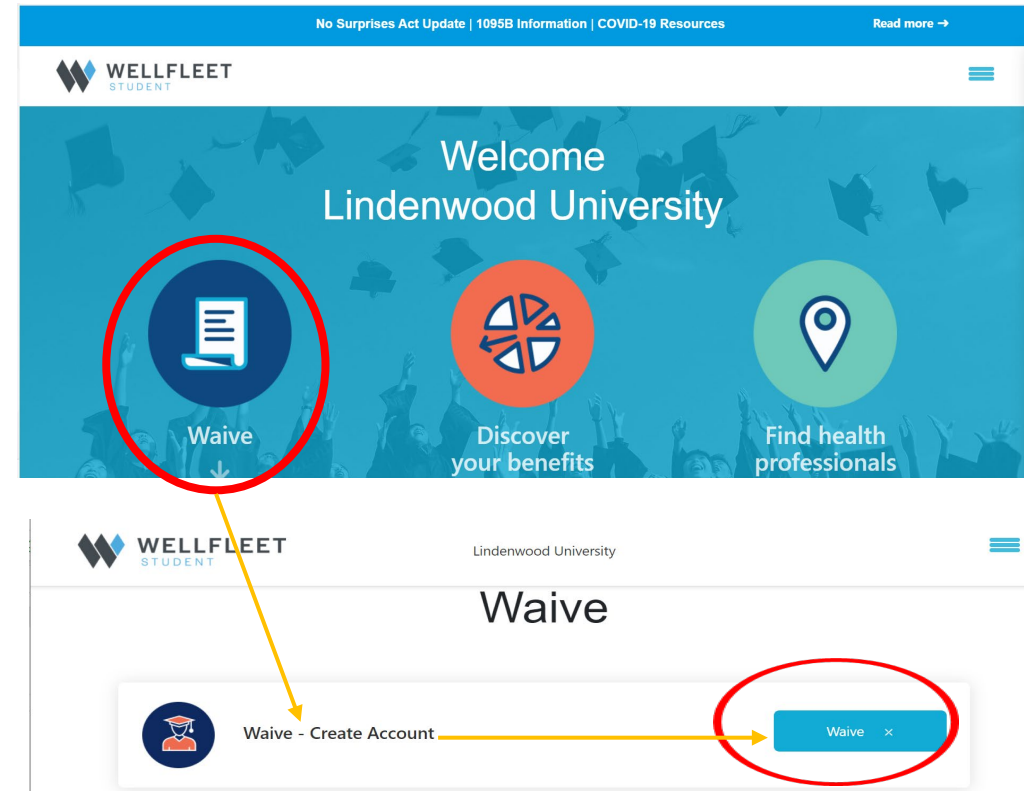 No Surprises Act Update | 1095B Information | COVID-19 Resources Read more →
WELLFLEET
STUDENT
Welcome
Lindenwood University
Waive
Discover
your benefits
Find health
professionals
WELLFLEET
STUDENT
Lindenwood University
Waive
Waive - Create Account
Waive ×